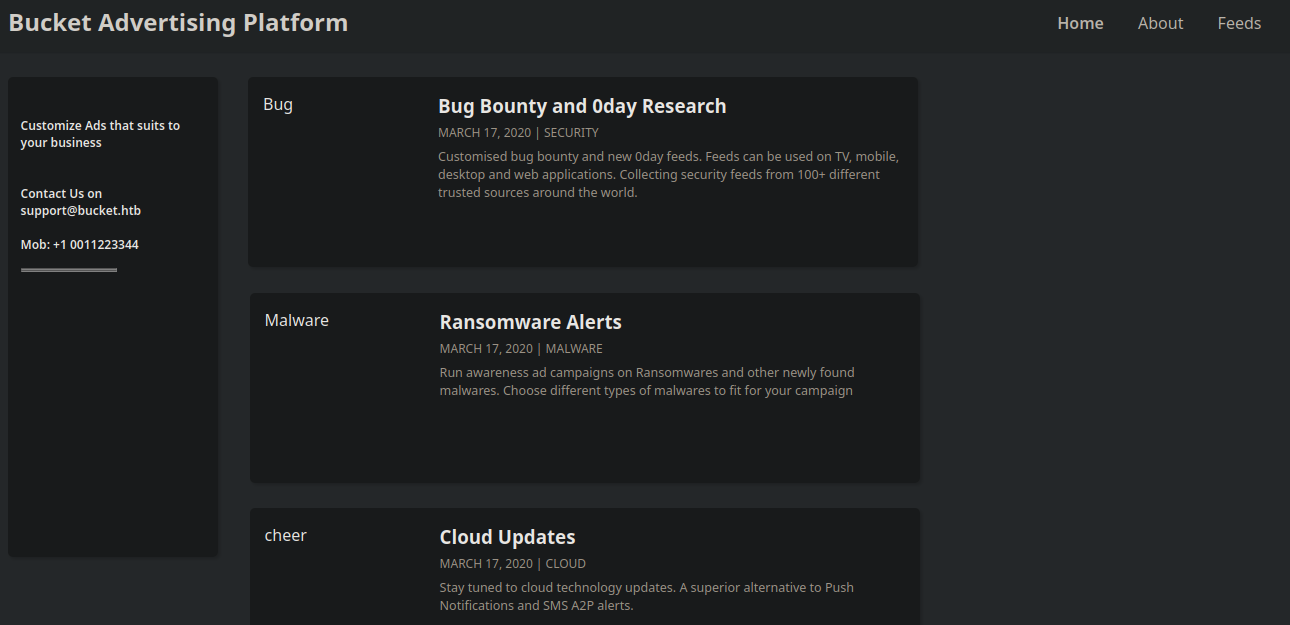 Bucket Advertising Platform
Home About Feeds
Customize Ads that suits to
your business
Contact Us on
support@bucket.htb
Mob: +1 0011223344
Bug
Bug Bounty and 0day Research
MARCH 17, 2020 | SECURITY
Customised bug bounty and new 0day feeds. Feeds can be used on TV, mobile,
desktop and web applications. Collecting security feeds from 100+ different
trusted sources around the world.
Malware
Ransomware Alerts
MARCH 17, 2020 | MALWARE
Run awareness ad campaigns on Ransomwares and other newly found
malwares. Choose different types of malwares to fit for your campaign
cheer
Cloud Updates
MARCH 17, 2020 | CLOUD
Stay tuned to cloud technology updates. A superior alternative to Push
Notifications and SMS A2P alerts.